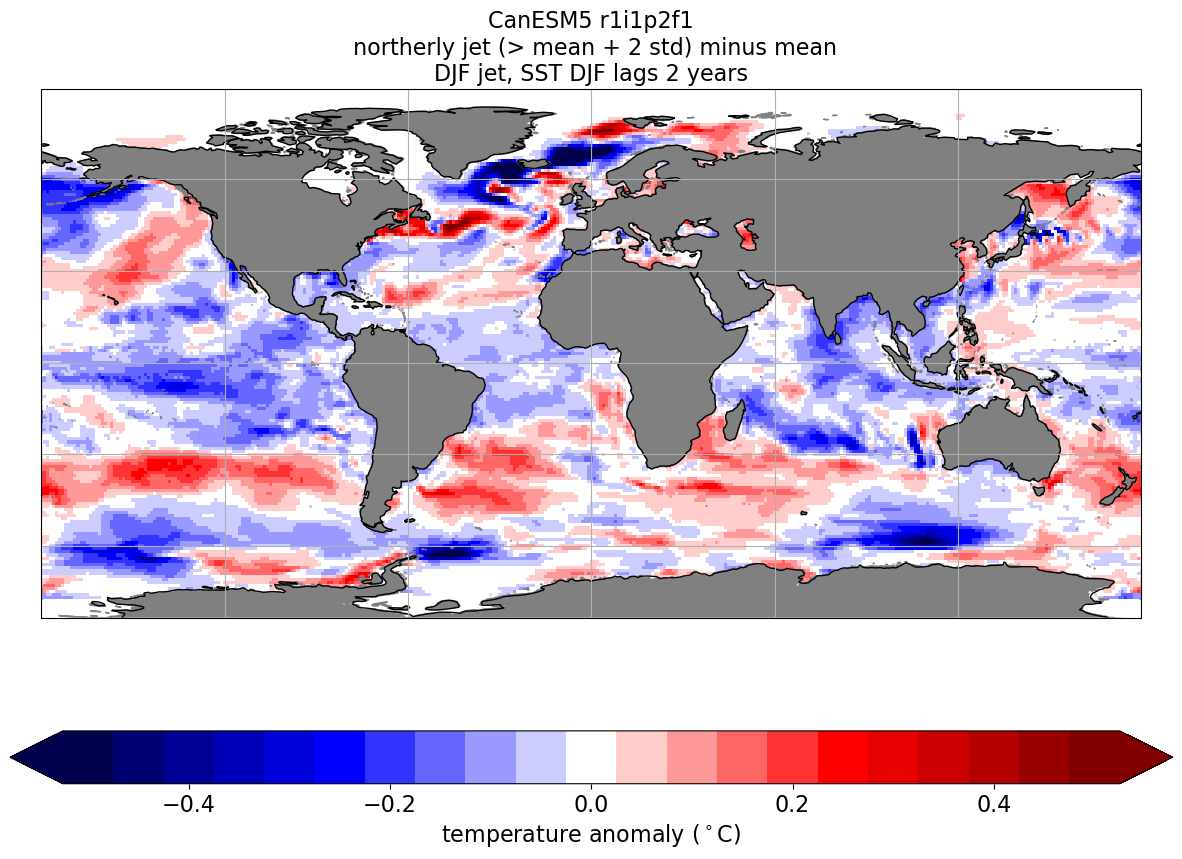 CanESM5 r1i1p2f1
northerly jet (> mean + 2 std) minus mean
DJF jet, SST DJF lags 2 years
−0.4 −0.2 0.0 0.2 0.4
temperature anomaly (°C)